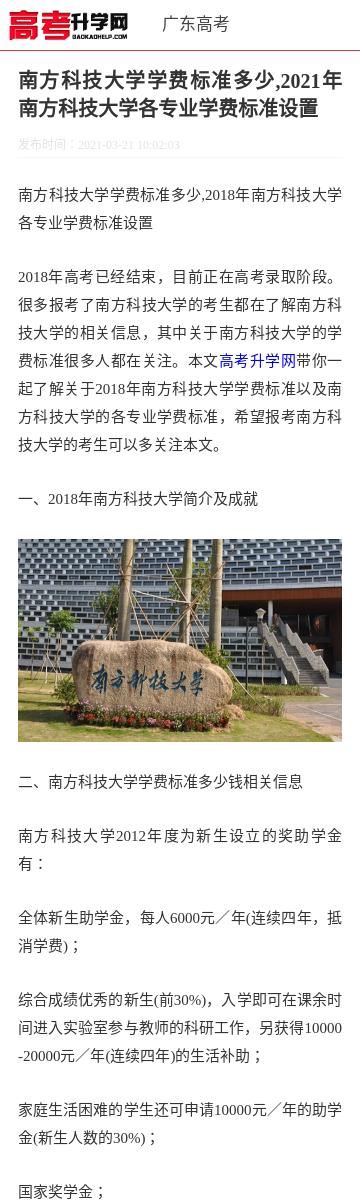 高考升学网
GAOKAOHELP.COM
广东高考
南方科技大学学费标准多少,2021年
南方科技大学各专业学费标准设置
发布时间：2021-03-21 10:02:03
南方科技大学学费标准多少,2018年南方科技大学
各专业学费标准设置
2018年高考已经结束，目前正在高考录取阶段。
很多报考了南方科技大学的考生都在了解南方科
技大学的相关信息，其中关于南方科技大学的学
费标准很多人都在关注。本文高考升学网带你一
起了解关于2018年南方科技大学学费标准以及南
方科技大学的各专业学费标准，希望报考南方科
技大学的考生可以多关注本文。
一、2018年南方科技大学简介及成就
南方科技大学
二、南方科技大学学费标准多少钱相关信息
南方科技大学2012年度为新生设立的奖助学金
有：
全体新生助学金，每人6000元／年(连续四年，抵
消学费)；
综合成绩优秀的新生(前30%)，入学即可在课余时
间进入实验室参与教师的科研工作，另获得10000
-20000元／年(连续四年)的生活补助；
家庭生活困难的学生还可申请10000元／年的助学
金(新生人数的30%)；
国家奖学金；